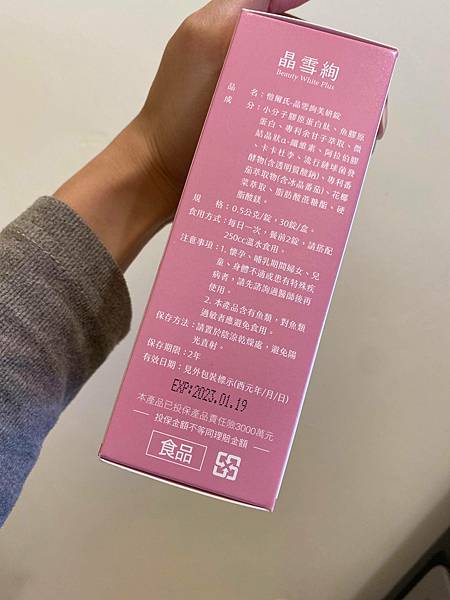 晶雪絢
Beauty White Plus
品　　名：愷爾氏-晶雪絢美妍錠
成　　分：小分子膠原蛋白肽、魚膠原
蛋白、專利余甘子萃取、微
結晶狀α-纖維素、阿拉伯膠
、卡卡杜李、流行鏈球菌發
酵物(含透明質酸鈉)、專利番
茄萃取物(含冰晶番茄)、花椰
菜萃取、脂肪酸蔗糖酯、硬
脂酸鎂。
規　　格：0.5公克/錠，30錠/盒。
食用方式：每日一次，餐前2錠，請搭配
250cc溫水食用。
注意事項：1. 懷孕、哺乳期間婦女、兒
童、身體不適或患有特殊疾
病者，請先諮詢過醫師後再
使用。
2. 本產品含有魚類，對魚類
過敏者應避免食用。
保存方法：請置於陰涼乾燥處，避免陽
光直射。
保存期限：2年
有效日期：見外包裝標示(西元年/月/日)
EXP:2023.01.19
本產品已投保產品責任險3000萬元
-投保金額不等同理賠金額-
食品